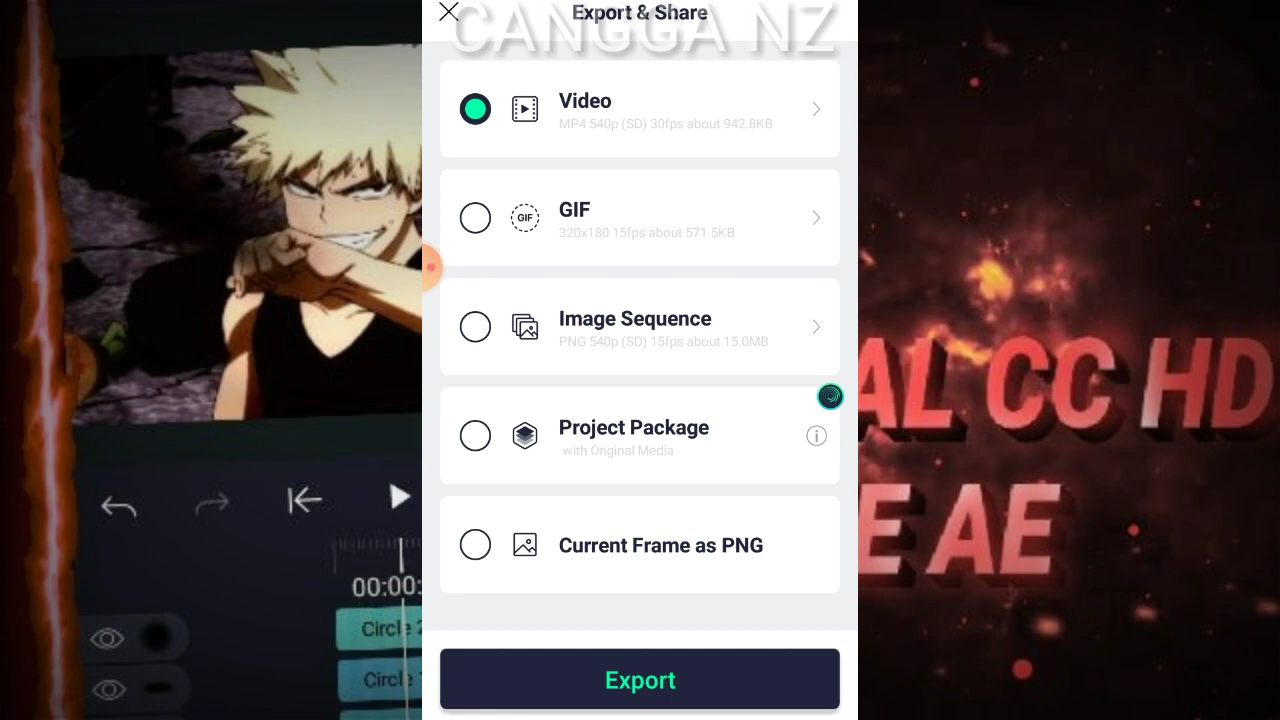 Export & Share
CANGGA NZ
Video
MP4 540p (SD) 30fps about 942.8KB
GIF
GIF
320x180 15fps about 571.5KB
Image Sequence
PNG 540p (SD) 15fps about 15.0MB
Project Package
with Original Media
Current Frame as PNG
Export
00:00:
Circle 2
Circle
AL CC HD
E AE